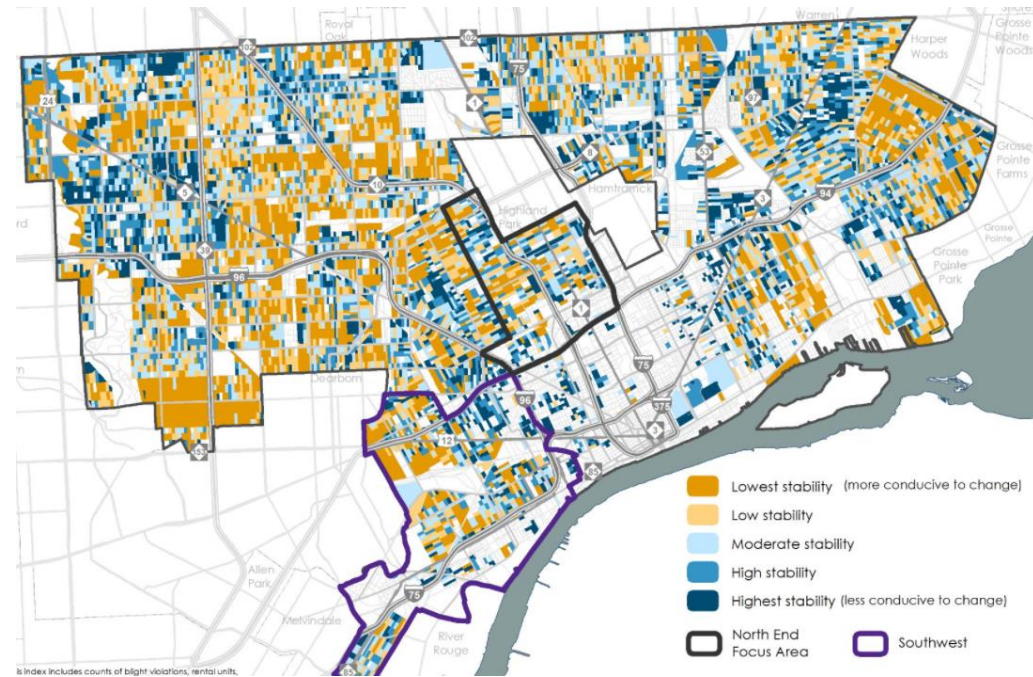 Royal
Oak
Warren
Harper
Woods
Grosse
Pointe
Woods
102
102
75
24
1
97
53
8
Hamtramck
Grosse
Pointe
Farms
5
10
3
94
Highland
Park
39
96
1
Grosse
Pointe
Grosse
Pointe
Park
Dearborn
75
96
375
12
3
153
85
Lowest stability (more conducive to change)
Low stability
Moderate stability
High stability
Highest stability (less conducive to change)
North End
Focus Area
Southwest
Allen
Park
75
Melvindale
River
Rouge
85
is index includes counts of blight violations, rental units,